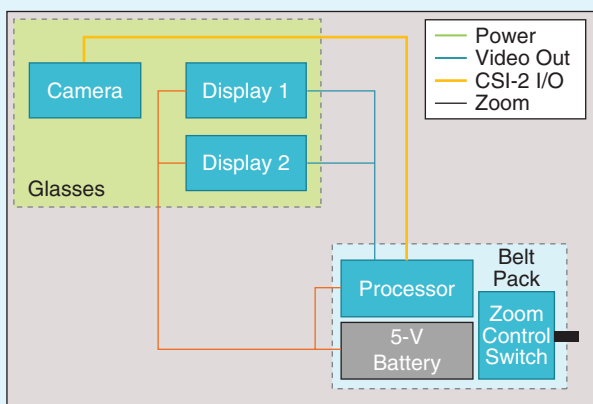 Camera
Display 1
Display 2
Glasses
Power
Video Out
CSI-2 I/O
Zoom
Belt
Pack
Processor
5-V
Battery
Zoom
Control
Switch